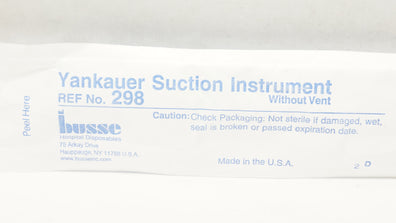 Peel Here
Yankauer Suction Instrument
REF No. 298 Without Vent
busse
Hospital Disposables
75 Arkay Drive
Hauppauge, NY 11788 U.S.A.
www.busseinc.com
Caution: Check Packaging: Not sterile if damaged, wet,
seal is broken or passed expiration date.
Made in the U.S.A.
2 D